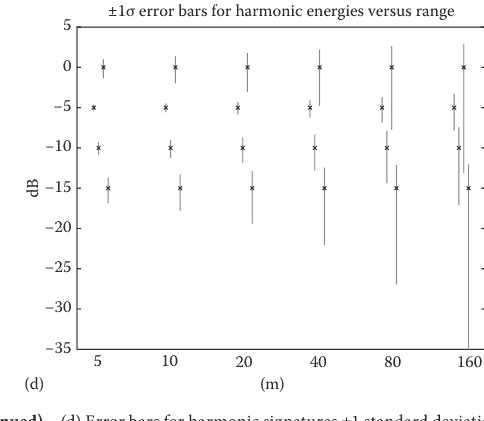 ±1σ error bars for harmonic energies versus range
5
0
−5
−10
−15
−20
−25
−30
−35
dB
5 10 20 40 80 160
(d) (m)
(d) Error bars for harmonic signatures ±1 standard deviatio